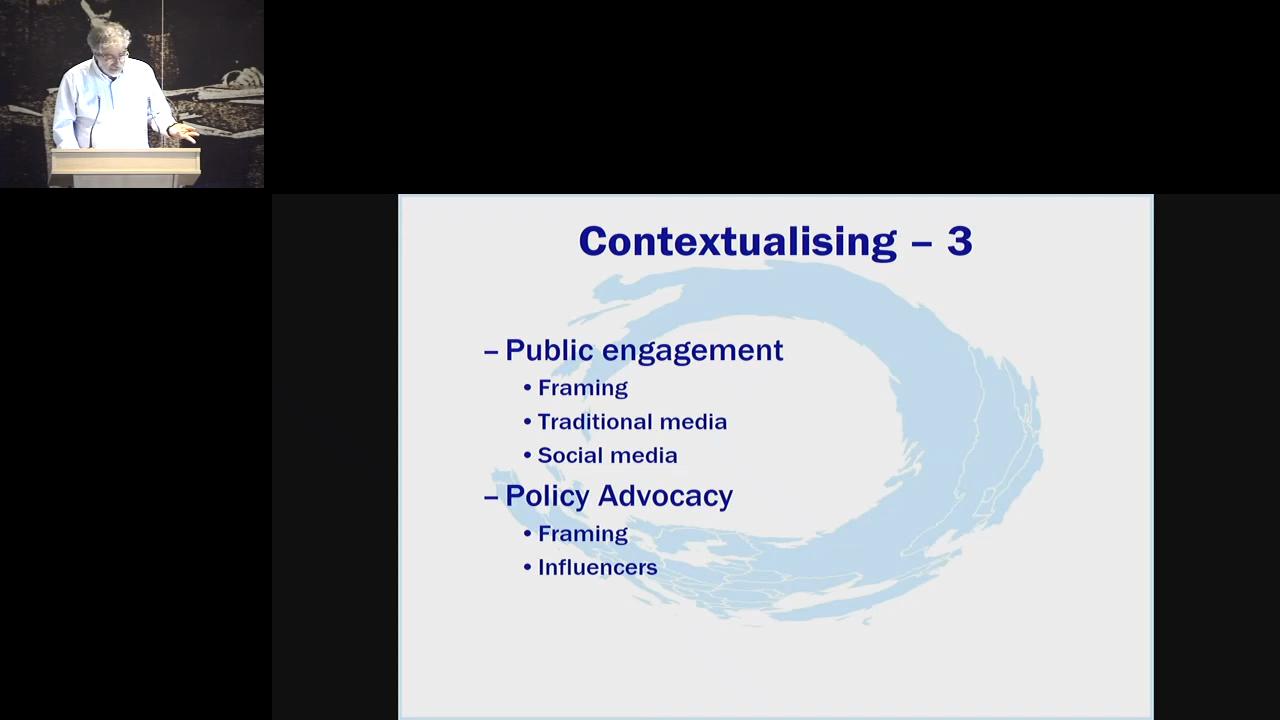 Contextualising – 3
– Public engagement
• Framing
• Traditional media
• Social media
– Policy Advocacy
• Framing
• Influencers